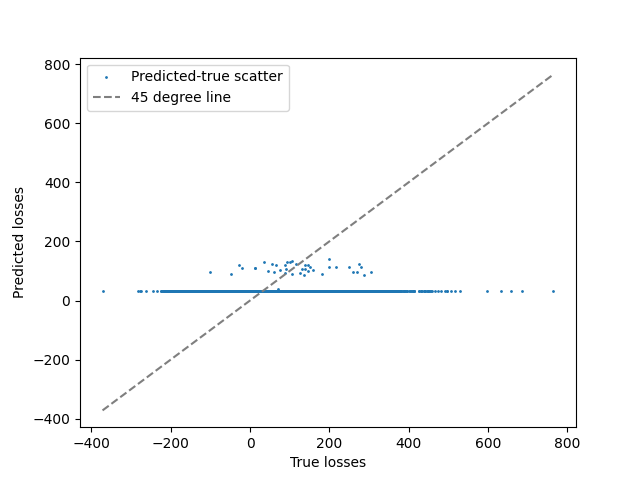 Predicted-true scatter
45 degree line
800
600
400
200
0
−200
−400
Predicted losses
−400 −200 0 200 400 600 800
True losses